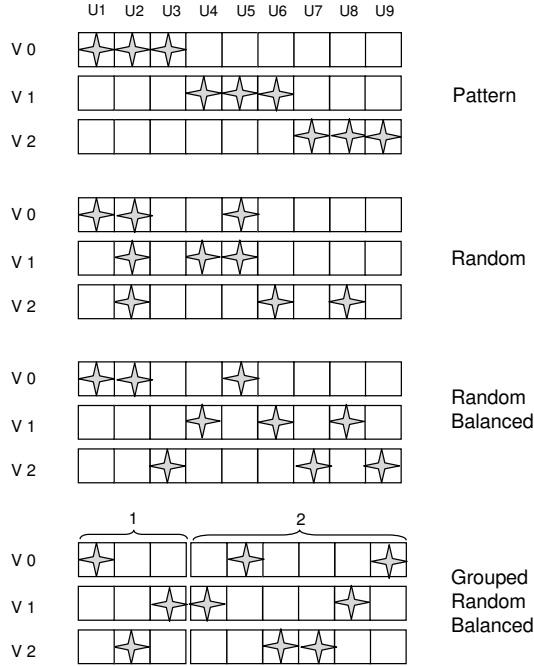 U1 U2 U3 U4 U5 U6 U7 U8 U9
V 0
V 1
Pattern
V 2
V 0
V 1
Random
V 2
V 0
Random
V 1
Balanced
V 2
1 2
V 0
Grouped
V 1
Random
Balanced
V 2